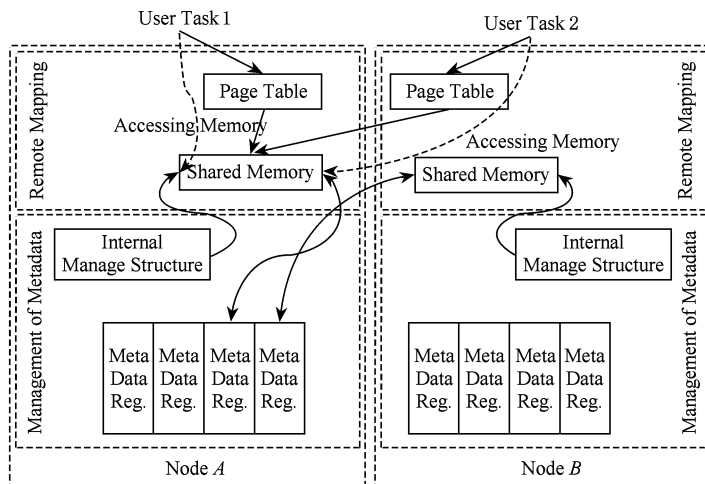 User Task 1
User Task 2
Remote Mapping
Page Table
Accessing Memory
Shared Memory
Page Table
Accessing Memory
Shared Memory
Remote Mapping
Management of Metadata
Internal
Manage Structure
Meta
Data
Reg.
Meta
Data
Reg.
Meta
Data
Reg.
Meta
Data
Reg.
Node A
Internal
Manage Structure
Meta
Data
Reg.
Meta
Data
Reg.
Meta
Data
Reg.
Meta
Data
Reg.
Management of Metadata
Node B